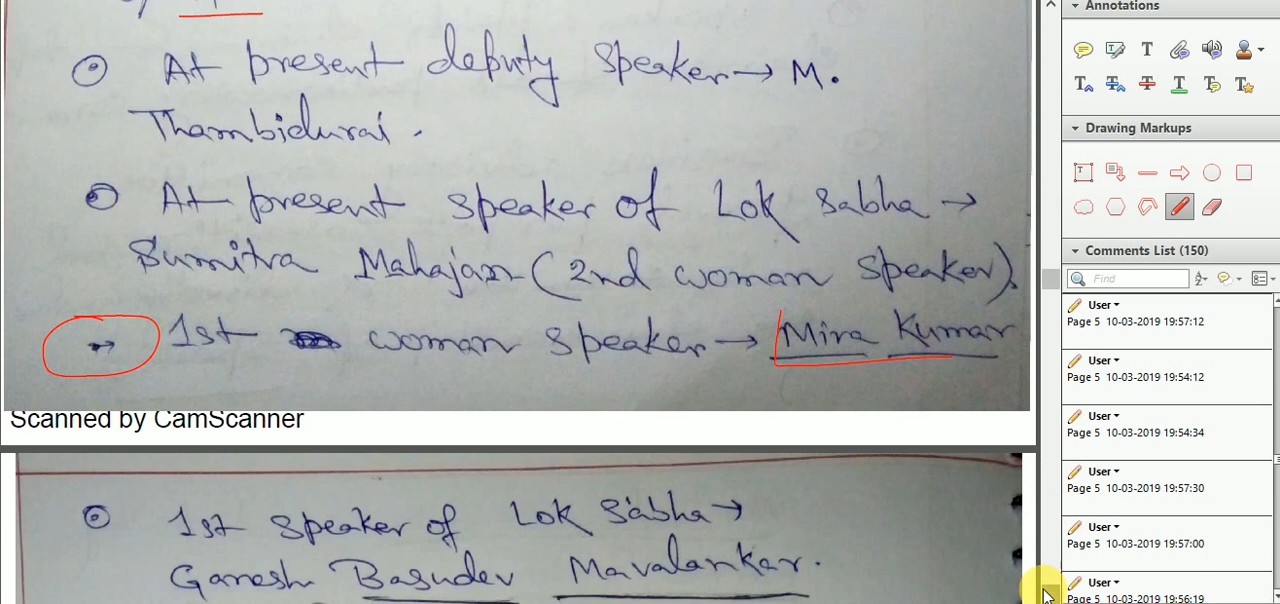 At present deputy speaker → M.
Thambidurai.
At present speaker of Lok sabha →
Sumitra Mahajan (2nd woman speaker).
→ 1st woman speaker → Mira Kumar
Scanned by CamScanner
1st speaker of Lok sabha →
Ganesh Basudev Mavalankar.
Annotations
Drawing Markups
Comments List (150)
Find
User
Page 5 10-03-2019 19:57:12
User
Page 5 10-03-2019 19:54:12
User
Page 5 10-03-2019 19:54:34
User
Page 5 10-03-2019 19:57:30
User
Page 5 10-03-2019 19:57:00
User
Page 5 10-03-2019 19:56:19